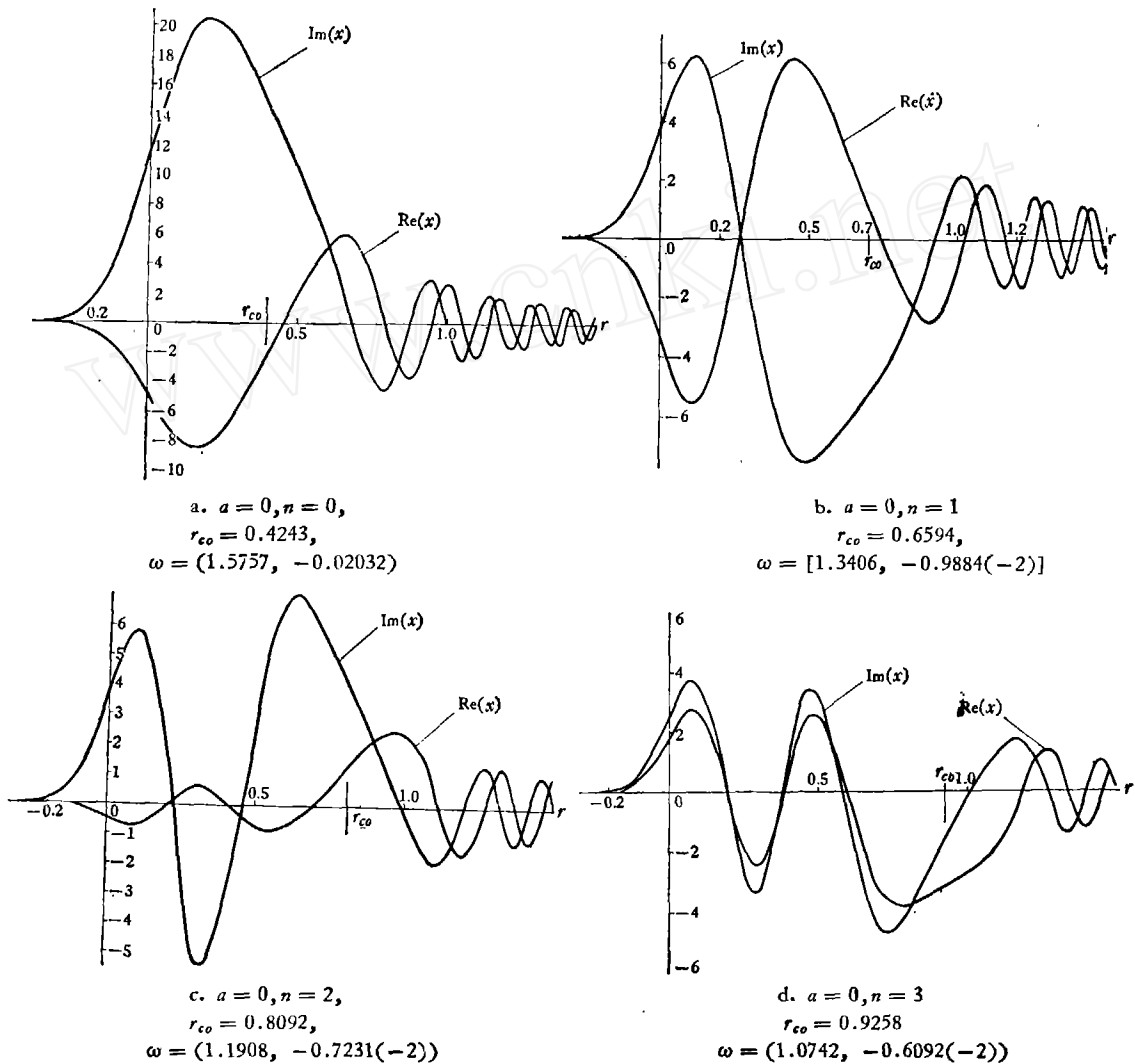 20
18
16
14
12
10
8
6
4
2
0
−2
−4
−6
−8
−10
0.2
0.5
1.0
r
Im(x)
Re(x)
r_co
a. a = 0, n = 0,
r_co = 0.4243,
ω = (1.5757, −0.02032)
6
4
2
0
−2
−4
−6
0.2
0.5
0.7
1.0
1.2
r
Im(x)
Re(x)
r_co
b. a = 0, n = 1
r_co = 0.6594,
ω = [1.3406, −0.9884(−2)]
6
5
4
3
2
1
0
−1
−2
−3
−4
−5
−0.2
0.5
1.0
r
Im(x)
Re(x)
r_co
c. a = 0, n = 2,
r_co = 0.8092,
ω = (1.1908, −0.7231(−2))
6
4
2
0
−2
−4
−6
−0.2
0.5
1.0
r
Im(x)
Re(x)
r_co
d. a = 0, n = 3
r_co = 0.9258
ω = (1.0742, −0.6092(−2))
www.cnki.net